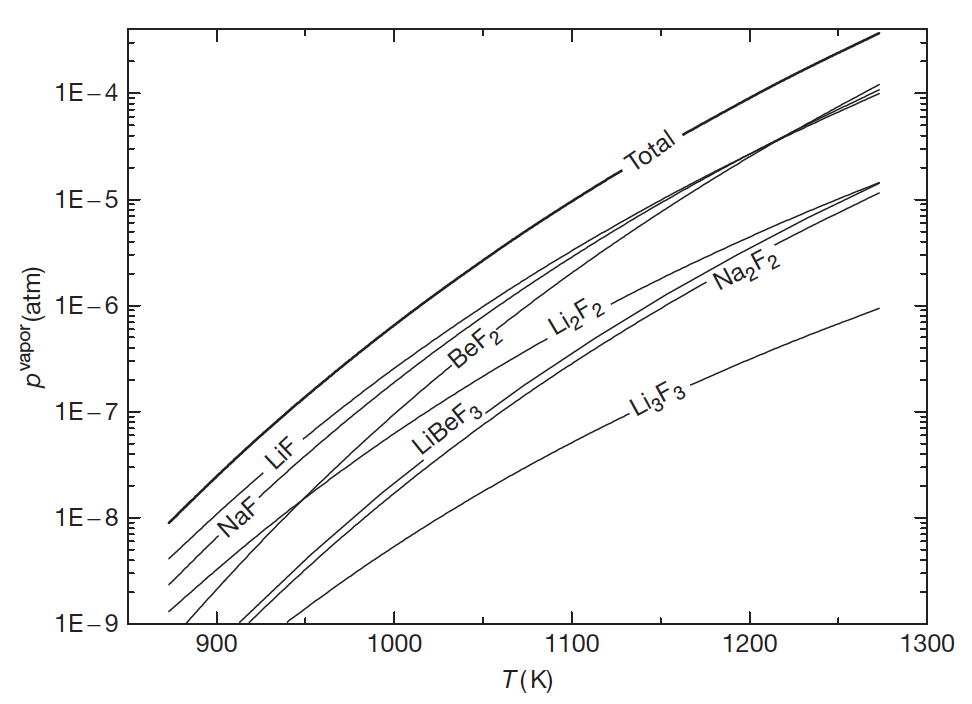 1E−4
1E−5
1E−6
1E−7
1E−8
1E−9
p^vapor (atm)
Total
LiF
NaF
BeF₂
Li₂F₂
Na₂F₂
LiBeF₃
Li₃F₃
900 1000 1100 1200 1300
T (K)